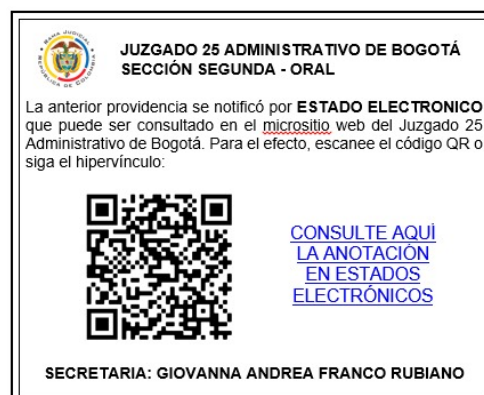 JUZGADO 25 ADMINISTRATIVO DE BOGOTÁ
SECCIÓN SEGUNDA - ORAL
La anterior providencia se notificó por ESTADO ELECTRONICO
que puede ser consultado en el micrositio web del Juzgado 25
Administrativo de Bogotá. Para el efecto, escanee el código QR o
siga el hipervínculo:
CONSULTE AQUÍ
LA ANOTACIÓN
EN ESTADOS
ELECTRÓNICOS
SECRETARIA: GIOVANNA ANDREA FRANCO RUBIANO